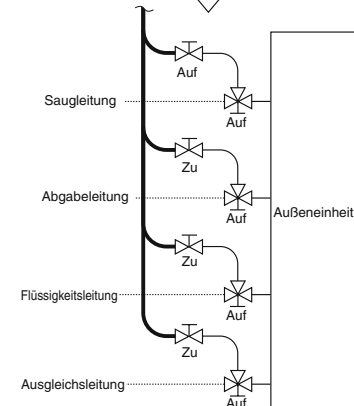 Auf
Saugleitung
Auf
Zu
Abgabeleitung
Auf
Außeneinheit
Zu
Flüssigkeitsleitung
Auf
Zu
Ausgleichsleitung
Auf